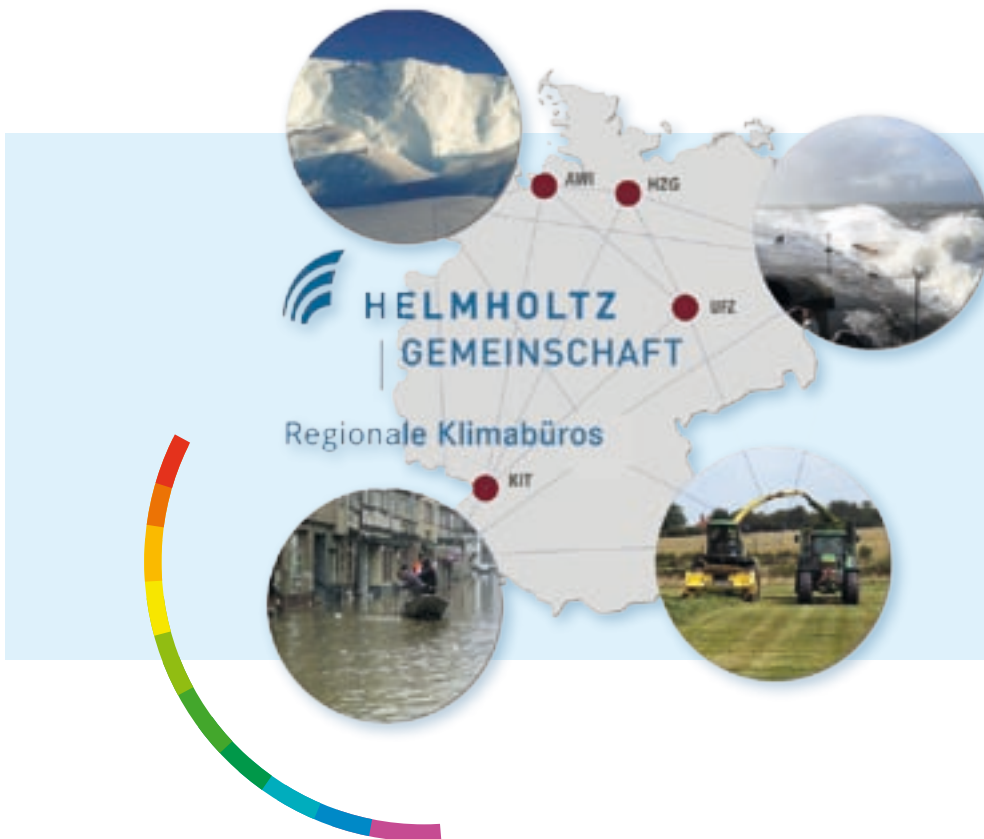 AWI
HZG
UFZ
HELMHOLTZ
GEMEINSCHAFT
Regionale Klimabüros
KIT